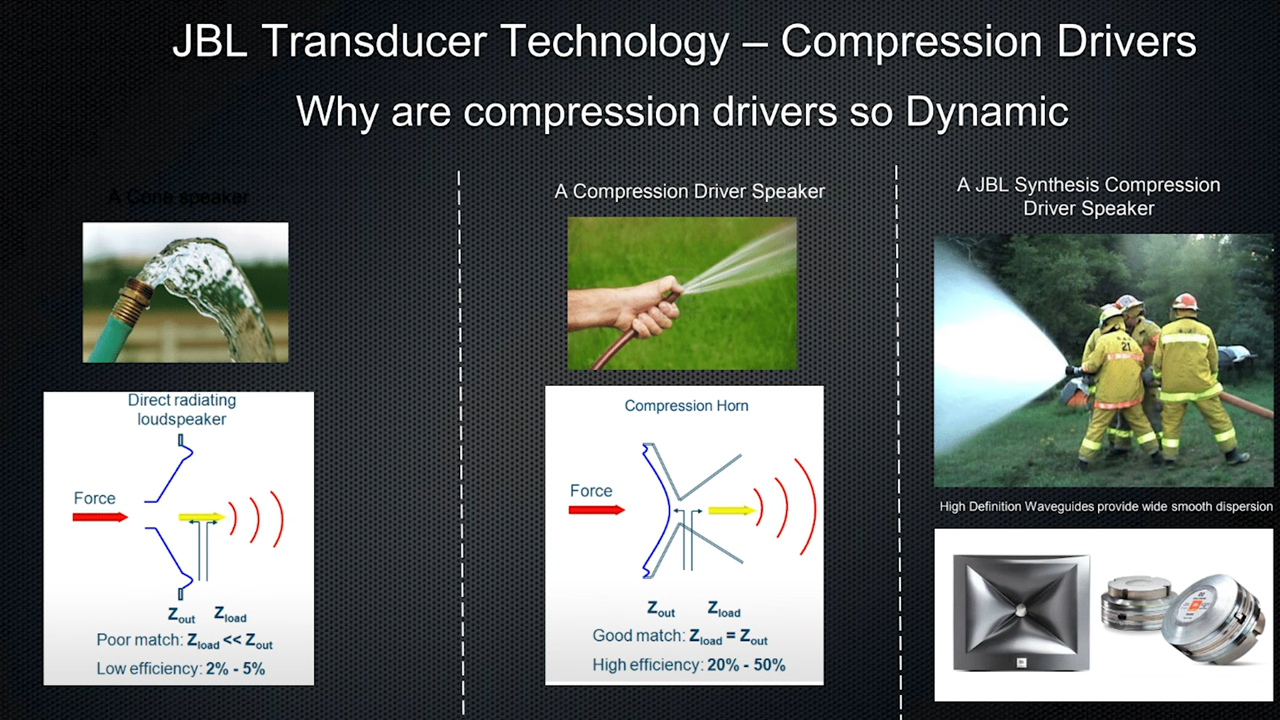 JBL Transducer Technology – Compression Drivers
Why are compression drivers so Dynamic
A Cone speaker
Direct radiating
loudspeaker
Force
Zout Zload
Poor match: Zload << Zout
Low efficiency: 2% - 5%
A Compression Driver Speaker
Compression Horn
Force
Zout Zload
Good match: Zload = Zout
High efficiency: 20% - 50%
A JBL Synthesis Compression
Driver Speaker
21
High Definition Waveguides provide wide smooth dispersion